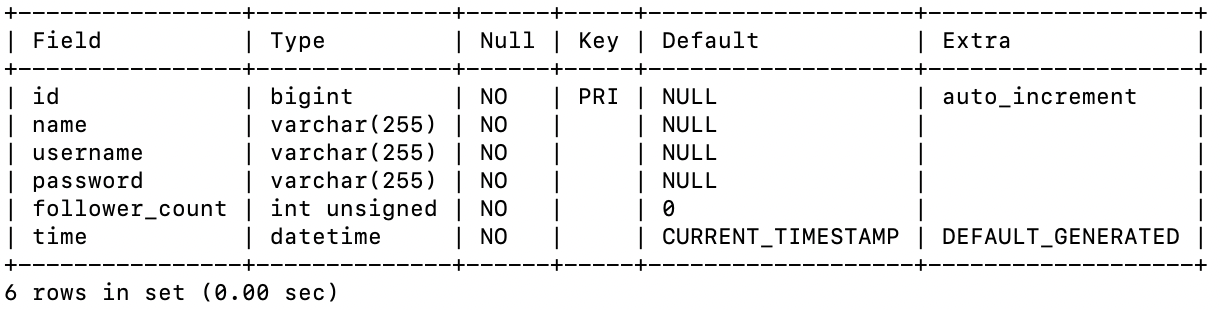 +----------------+--------------+------+-----+-------------------+-------------------+
| Field          | Type         | Null | Key | Default           | Extra             |
+----------------+--------------+------+-----+-------------------+-------------------+
| id             | bigint       | NO   | PRI | NULL              | auto_increment    |
| name           | varchar(255) | NO   |     | NULL              |                   |
| username       | varchar(255) | NO   |     | NULL              |                   |
| password       | varchar(255) | NO   |     | NULL              |                   |
| follower_count | int unsigned | NO   |     | 0                 |                   |
| time           | datetime     | NO   |     | CURRENT_TIMESTAMP | DEFAULT_GENERATED |
+----------------+--------------+------+-----+-------------------+-------------------+
6 rows in set (0.00 sec)